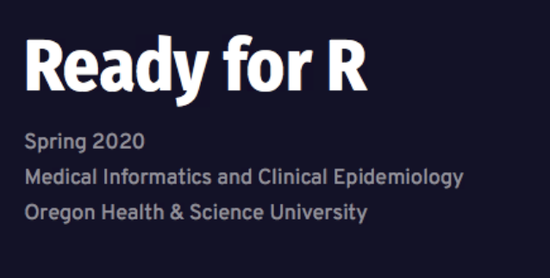 Ready for R
Spring 2020
Medical Informatics and Clinical Epidemiology
Oregon Health & Science University